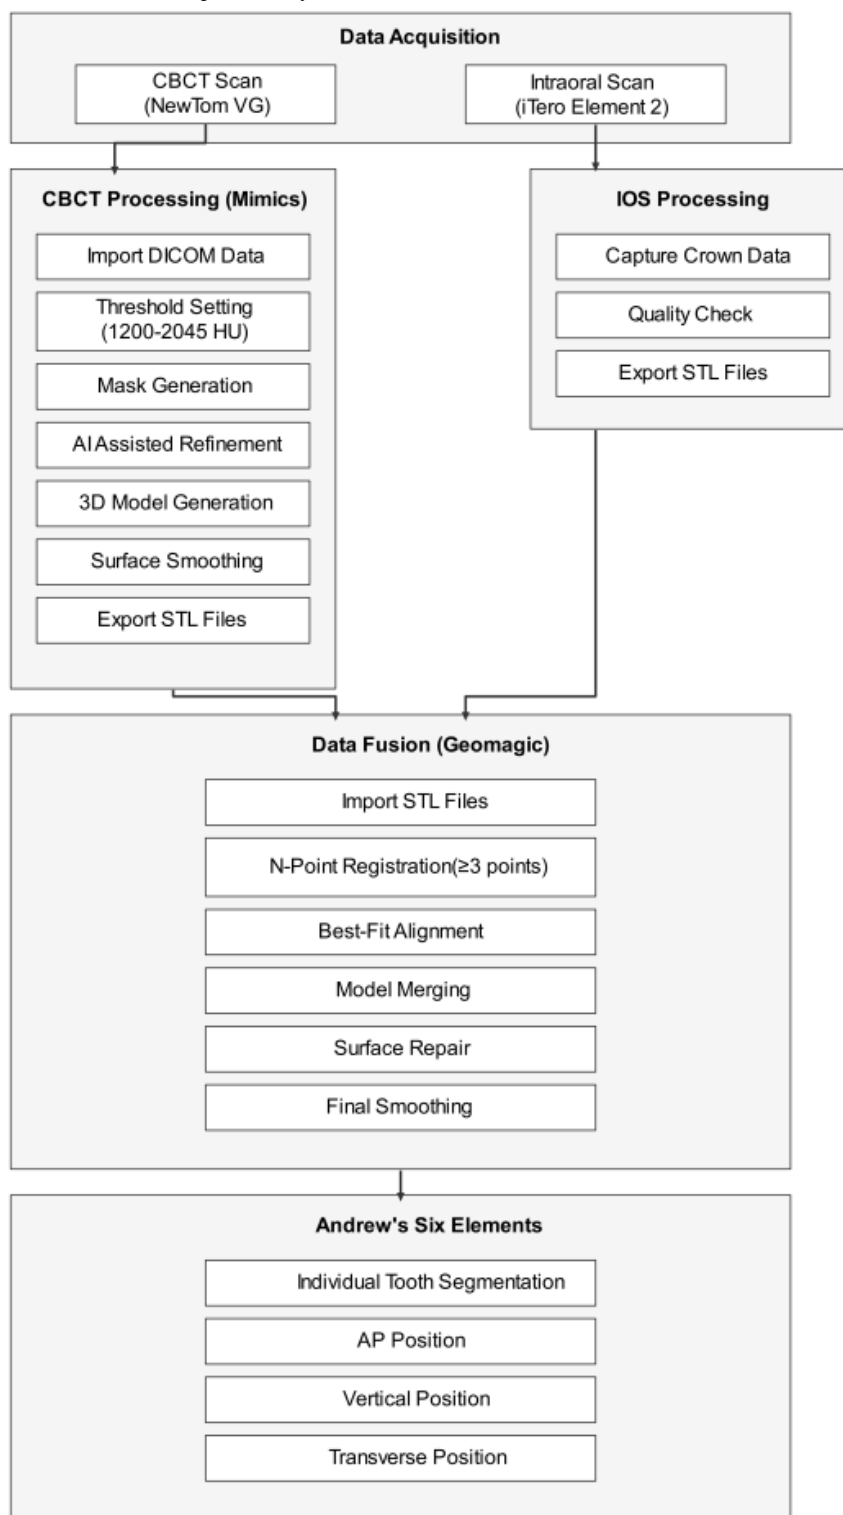 Data Acquisition
CBCT Scan
(NewTom VG)
Intraoral Scan
(iTero Element 2)
CBCT Processing (Mimics)
Import DICOM Data
Threshold Setting
(1200-2045 HU)
Mask Generation
AI Assisted Refinement
3D Model Generation
Surface Smoothing
Export STL Files
IOS Processing
Capture Crown Data
Quality Check
Export STL Files
Data Fusion (Geomagic)
Import STL Files
N-Point Registration(≥3 points)
Best-Fit Alignment
Model Merging
Surface Repair
Final Smoothing
Andrew's Six Elements
Individual Tooth Segmentation
AP Position
Vertical Position
Transverse Position